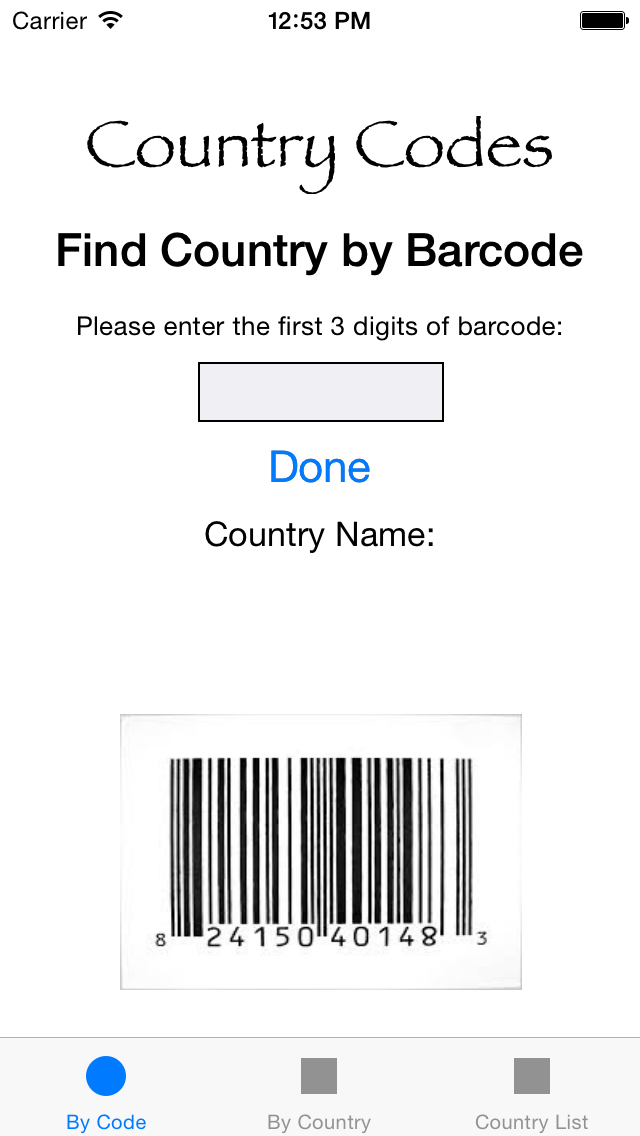 Carrier 12:53 PM
Country Codes
Find Country by Barcode
Please enter the first 3 digits of barcode:
Done
Country Name:
8 24150 40148 3
By Code By Country Country List